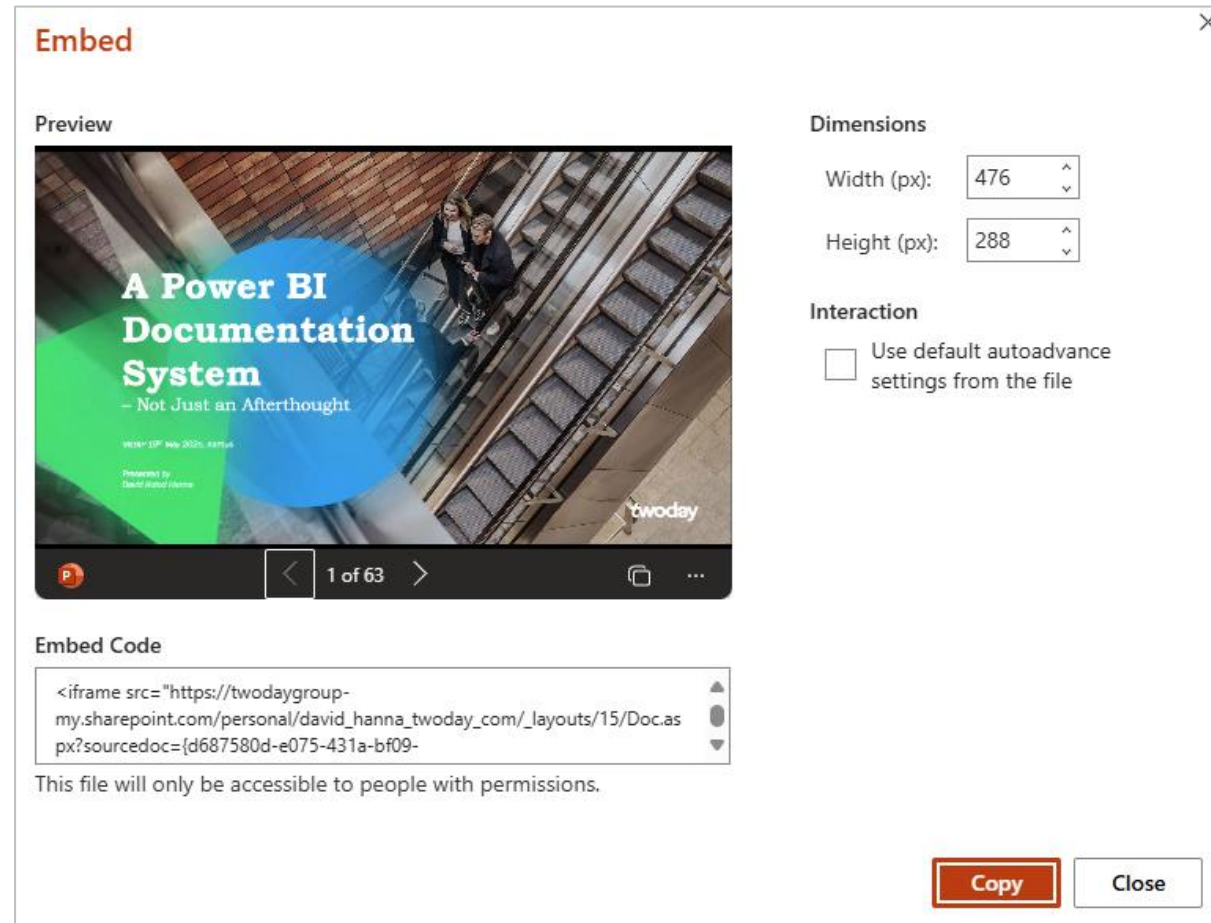 Embed
Preview
A Power BI
Documentation
System
– Not Just an Afterthought
Presented by
twoday
1 of 63
Embed Code
<iframe src="https://twodaygroup-
my.sharepoint.com/personal/david_hanna_twoday_com/_layouts/15/Doc.as
px?sourcedoc={d687580d-e075-431a-bf09-
This file will only be accessible to people with permissions.
Dimensions
Width (px):
476
Height (px):
288
Interaction
Use default autoadvance
settings from the file
Copy
Close